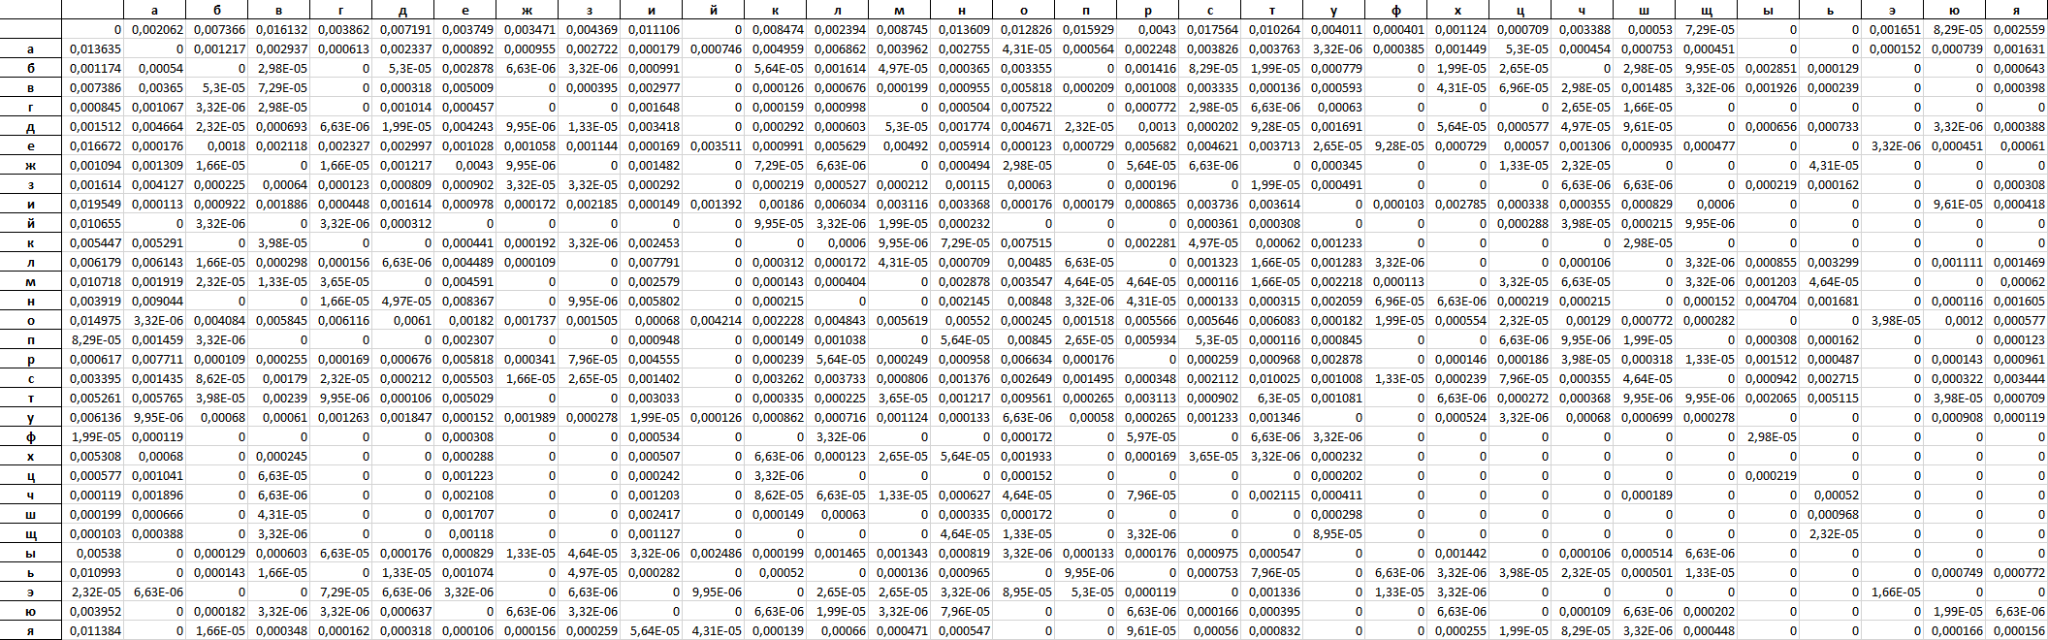 а б в г д е ж з и й к л м н о п р с т у ф х ц ч ш щ ы ь э ю я
0 0,002062 0,007366 0,016132 0,003862 0,007191 0,003749 0,003471 0,004369 0,011106 0 0,008474 0,002394 0,008745 0,013609 0,012826 0,015929 0,0043 0,017564 0,010264 0,004011 0,000401 0,001124 0,000709 0,003388 0,00053 7,29E-05 0 0 0,001651 8,29E-05 0,002559
а 0,013635 0 0,001217 0,002937 0,000613 0,002337 0,000892 0,000955 0,002722 0,000179 0,000746 0,004959 0,006862 0,003962 0,002755 4,31E-05 0,000564 0,002248 0,003826 0,003763 3,32E-06 0,000385 0,001449 5,3E-05 0,000454 0,000753 0,000451 0 0 0,000152 0,000739 0,001631
б 0,001174 0,00054 0 2,98E-05 0 5,3E-05 0,002878 6,63E-06 3,32E-06 0,000991 0 5,64E-05 0,001614 4,97E-05 0,000365 0,003355 0 0,001416 8,29E-05 1,99E-05 0,000779 0 1,99E-05 2,65E-05 0 2,98E-05 9,95E-05 0,002851 0,000129 0 0 0,000643
в 0,007386 0,00365 5,3E-05 7,29E-05 0 0,000318 0,005009 0 0,000395 0,002977 0 0,000126 0,000676 0,000199 0,000955 0,005818 0,000209 0,001008 0,003335 0,000136 0,000593 0 4,31E-05 6,96E-05 2,98E-05 0,001485 3,32E-06 0,001926 0,000239 0 0 0,000398
г 0,000845 0,001067 3,32E-06 2,98E-05 0 0,001014 0,000457 0 0 0,001648 0 0,000159 0,000998 0 0,000504 0,007522 0 0,000772 2,98E-05 6,63E-06 0,00063 0 0 0 2,65E-05 1,66E-05 0 0 0 0 0 0
д 0,001512 0,004664 2,32E-05 0,000693 6,63E-06 1,99E-05 0,004243 9,95E-06 1,33E-05 0,003418 0 0,000292 0,000603 5,3E-05 0,001774 0,004671 2,32E-05 0,0013 0,000202 9,28E-05 0,001691 0 5,64E-05 0,000577 4,97E-05 9,61E-05 0 0,000656 0,000733 0 3,32E-06 0,000388
е 0,016672 0,000176 0,0018 0,002118 0,002327 0,002997 0,001028 0,001058 0,001144 0,000169 0,003511 0,000991 0,005629 0,00492 0,005914 0,000123 0,000729 0,005682 0,004621 0,003713 2,65E-05 9,28E-05 0,000729 0,00057 0,001306 0,000935 0,000477 0 0 3,32E-06 0,000451 0,00061
ж 0,001094 0,001309 1,66E-05 0 1,66E-05 0,001217 0,0043 9,95E-06 0 0,001482 0 7,29E-05 6,63E-06 0 0,000494 2,98E-05 0 5,64E-05 6,63E-06 0 0,000345 0 0 1,33E-05 2,32E-05 0 0 0 4,31E-05 0 0 0
з 0,001614 0,004127 0,000225 0,00064 0,000123 0,000809 0,000902 3,32E-05 3,32E-05 0,000292 0 0,000219 0,000527 0,000212 0,00115 0,00063 0 0,000196 0 1,99E-05 0,000491 0 0 0 6,63E-06 6,63E-06 0 0,000219 0,000162 0 0 0,000308
и 0,019549 0,000113 0,000922 0,001886 0,000448 0,001614 0,000978 0,000172 0,002185 0,000149 0,001392 0,00186 0,006034 0,003116 0,003368 0,000176 0,000179 0,000865 0,003736 0,003614 0 0,000103 0,002785 0,000338 0,000355 0,000829 0,0006 0 0 0 9,61E-05 0,000418
й 0,010655 0 3,32E-06 0 3,32E-06 0,000312 0 0 0 0 0 9,95E-06 3,32E-06 1,99E-05 0,000232 0 0 0 0,000361 0,000308 0 0 0 0,000288 3,98E-05 0,000215 9,95E-06 0 0 0 0 0
к 0,005447 0,005291 0 3,98E-05 0 0 0,000441 0,000192 3,32E-06 0,002453 0 0 0,0006 9,95E-06 7,29E-05 0,007515 0 0,002281 4,97E-05 0,00062 0,001233 0 0 0 0 2,98E-05 0 0 0 0 0 0
л 0,006179 0,006143 1,66E-05 0,000298 0,000156 6,63E-06 0,004489 0,000109 0 0,007791 0 0,000312 0,000172 4,31E-05 0,000709 0,00485 6,63E-05 0 0,001323 1,66E-05 0,001283 3,32E-06 0 0 0,000106 0 3,32E-06 0,000855 0,003299 0 0,001111 0,001469
м 0,010718 0,001919 2,32E-05 1,33E-05 3,65E-05 0 0,004591 0 0 0,002579 0 0,000143 0,000404 0 0,002878 0,003547 4,64E-05 4,64E-05 0,000116 1,66E-05 0,002218 0,000113 0 3,32E-05 6,63E-05 0 3,32E-06 0,001203 4,64E-05 0 0 0,00062
н 0,003919 0,009044 0 0 1,66E-05 4,97E-05 0,008367 0 9,95E-06 0,005802 0 0,000215 0 0 0,002145 0,00848 3,32E-06 4,31E-05 0,000133 0,000315 0,002059 6,96E-05 6,63E-06 0,000219 0,000215 0 0,000152 0,004704 0,001681 0 0,000116 0,001605
о 0,014975 3,32E-06 0,004084 0,005845 0,006116 0,0061 0,00182 0,001737 0,001505 0,00068 0,004214 0,002228 0,004843 0,005619 0,00552 0,000245 0,001518 0,005566 0,005646 0,006083 0,000182 1,99E-05 0,000554 2,32E-05 0,00129 0,000772 0,000282 0 0 3,98E-05 0,0012 0,000577
п 8,29E-05 0,001459 3,32E-06 0 0 0 0,002307 0 0 0,000948 0 0,000149 0,001038 0 5,64E-05 0,00845 2,65E-05 0,005934 5,3E-05 0,000116 0,000845 0 0 6,63E-06 9,95E-06 1,99E-05 0 0,000308 0,000162 0 0 0,000123
р 0,000617 0,007711 0,000109 0,000255 0,000169 0,000676 0,005818 0,000341 7,96E-05 0,004555 0 0,000239 5,64E-05 0,000249 0,000958 0,006634 0,000176 0 0,000259 0,000968 0,002878 0 0,000146 0,000186 3,98E-05 0,000318 1,33E-05 0,001512 0,000487 0 0,000143 0,000961
с 0,003395 0,001435 8,62E-05 0,00179 2,32E-05 0,000212 0,005503 1,66E-05 2,65E-05 0,001402 0 0,003262 0,003733 0,000806 0,001376 0,002649 0,001495 0,000348 0,002112 0,010025 0,001008 1,33E-05 0,000239 7,96E-05 0,000355 4,64E-05 0 0,000942 0,002715 0 0,000322 0,003444
т 0,005261 0,005765 3,98E-05 0,00239 9,95E-06 0,000106 0,005029 0 0 0,003033 0 0,000335 0,000225 3,65E-05 0,001217 0,009561 0,000265 0,003113 0,000902 6,3E-05 0,001081 0 6,63E-06 0,000272 0,000368 9,95E-06 9,95E-06 0,002065 0,005115 0 3,98E-05 0,000709
у 0,006136 9,95E-06 0,00068 0,00061 0,001263 0,001847 0,000152 0,001989 0,000278 1,99E-05 0,000126 0,000862 0,000716 0,001124 0,000133 6,63E-06 0,00058 0,000265 0,001233 0,001346 0 0 0,000524 3,32E-06 0,00068 0,000699 0,000278 0 0 0 0,000908 0,000119
ф 1,99E-05 0,000119 0 0 0 0 0,000308 0 0 0,000534 0 0 3,32E-06 0 0 0,000172 0 5,97E-05 0 6,63E-06 3,32E-06 0 0 0 0 0 0 2,98E-05 0 0 0 0
х 0,005308 0,00068 0 0,000245 0 0 0,000288 0 0 0,000507 0 6,63E-06 0,000123 2,65E-05 5,64E-05 0,001933 0 0,000169 3,65E-05 3,32E-06 0,000232 0 0 0 0 0 0 0 0 0 0 0
ц 0,000577 0,001041 0 6,63E-05 0 0 0,001223 0 0 0,000242 0 3,32E-06 0 0 0 0,000152 0 0 0 0 0,000202 0 0 0 0 0 0 0,000219 0 0 0 0
ч 0,000119 0,001896 0 6,63E-06 0 0 0,002108 0 0 0,001203 0 8,62E-05 6,63E-05 1,33E-05 0,000627 4,64E-05 0 7,96E-05 0 0,002115 0,000411 0 0 0 0 0,000189 0 0 0,00052 0 0 0
ш 0,000199 0,000666 0 4,31E-05 0 0 0,001707 0 0 0,002417 0 0,000149 0,00063 0 0,000335 0,000172 0 0 0 0 0,000298 0 0 0 0 0 0 0 0,000968 0 0 0
щ 0,000103 0,000388 0 3,32E-06 0 0 0,00118 0 0 0,001127 0 0 0 0 4,64E-05 1,33E-05 0 3,32E-06 0 0 8,95E-05 0 0 0 0 0 0 0 2,32E-05 0 0 0
ы 0,00538 0 0,000129 0,000603 6,63E-05 0,000176 0,000829 1,33E-05 4,64E-05 3,32E-06 0,002486 0,000199 0,001465 0,001343 0,000819 3,32E-06 0,000133 0,000176 0,000975 0,000547 0 0 0,001442 0 0,000106 0,000514 6,63E-06 0 0 0 0 0
ь 0,010993 0 0,000143 1,66E-05 0 1,33E-05 0,001074 0 4,97E-05 0,000282 0 0,00052 0 0,000136 0,000965 0 9,95E-06 0 0,000753 7,96E-05 0 6,63E-06 3,32E-06 3,98E-05 2,32E-05 0,000501 1,33E-05 0 0 0 0,000749 0,000772
э 2,32E-05 6,63E-06 0 0 7,29E-05 6,63E-06 3,32E-06 0 6,63E-06 0 9,95E-06 0 2,65E-05 2,65E-05 3,32E-06 8,95E-05 5,3E-05 0,000119 0 0,001336 0 1,33E-05 3,32E-06 0 0 0 0 0 0 1,66E-05 0 0
ю 0,003952 0 0,000182 3,32E-06 3,32E-06 0,000637 0 6,63E-06 3,32E-06 0 0 6,63E-06 1,99E-05 3,32E-06 7,96E-05 0 0 6,63E-06 0,000166 0,000395 0 0 6,63E-06 0 0,000109 6,63E-06 0,000202 0 0 0 1,99E-05 6,63E-06
я 0,011384 0 1,66E-05 0,000348 0,000162 0,000318 0,000106 0,000156 0,000259 5,64E-05 4,31E-05 0,000139 0,00066 0,000471 0,000547 0 0 9,61E-05 0,00056 0,000832 0 0 0,000255 1,99E-05 8,29E-05 3,32E-06 0,000448 0 0 0 0,000166 0,000156